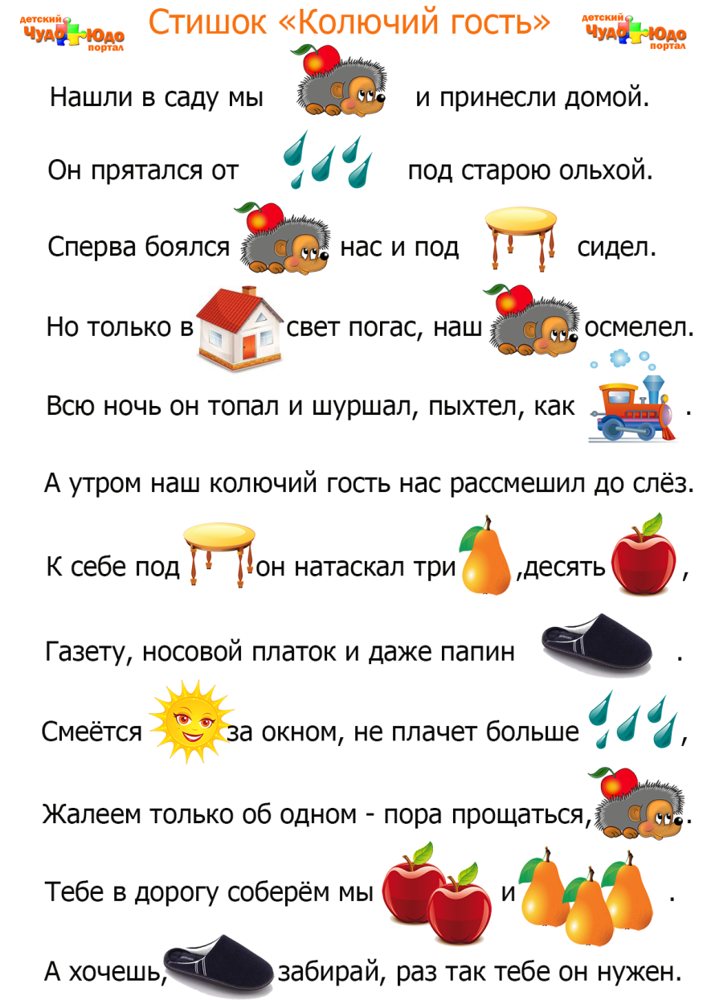 детский Чудо Юдо портал
Стишок «Колючий гость»
детский Чудо Юдо портал
Нашли в саду мы и принесли домой.
Он прятался от под старою ольхой.
Сперва боялся нас и под сидел.
Но только в свет погас, наш осмелел.
Всю ночь он топал и шуршал, пыхтел, как .
А утром наш колючий гость нас рассмешил до слёз.
К себе под он натаскал три ,десять ,
Газету, носовой платок и даже папин .
Смеётся за окном, не плачет больше ,
Жалеем только об одном - пора прощаться, .
Тебе в дорогу соберём мы и .
А хочешь, забирай, раз так тебе он нужен.